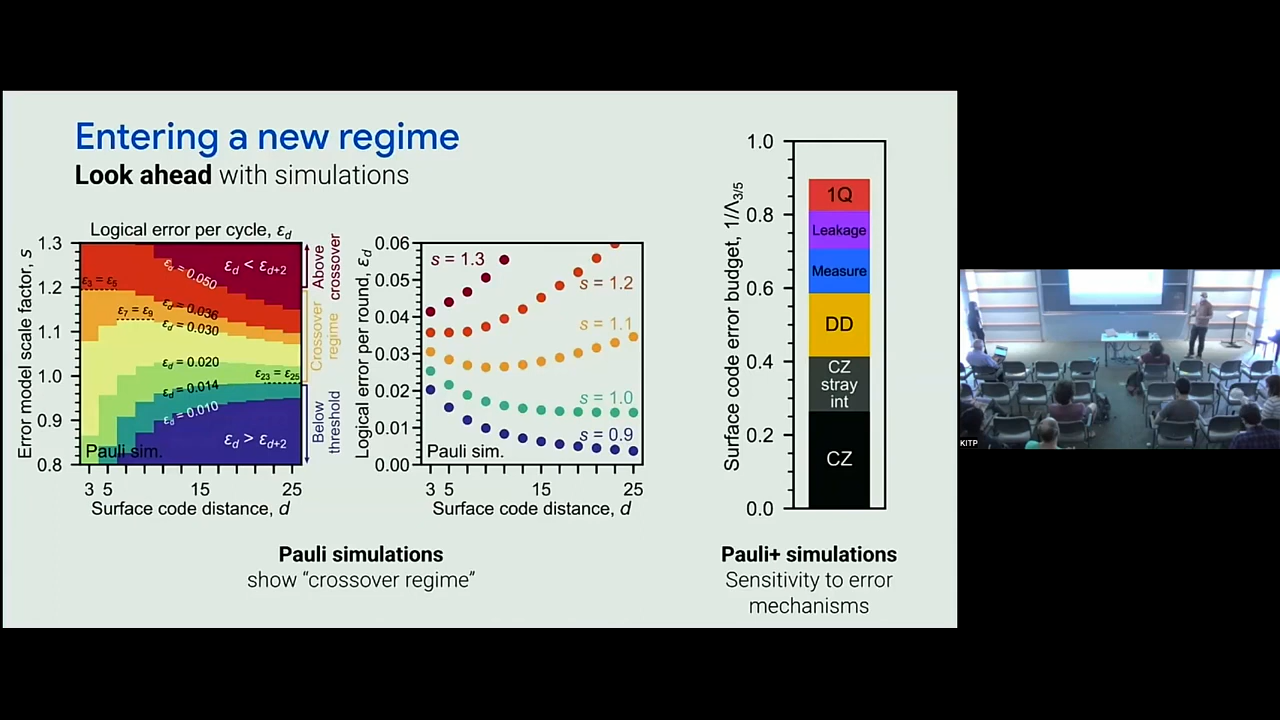 Entering a new regime
Look ahead with simulations
Logical error per cycle, εd
Error model scale factor, s
1.3
1.2
1.1
1.0
0.9
0.8
ε3 = ε5
εd = 0.050
εd < εd+2
ε7 = ε9
εd = 0.036
εd = 0.030
εd = 0.020
ε23 = ε25
εd = 0.014
εd = 0.010
εd > εd+2
Pauli sim.
3 5 15 25
Surface code distance, d
Above
crossover
Crossover
regime
Below
threshold
Logical error per round, εd
0.06
0.05
0.04
0.03
0.02
0.01
0.00
s = 1.3
s = 1.2
s = 1.1
s = 1.0
s = 0.9
Pauli sim.
3 5 15 25
Surface code distance, d
Pauli simulations
show “crossover regime”
Surface code error budget, 1/Λ3/5
1.0
0.8
0.6
0.4
0.2
0.0
1Q
Leakage
Measure
DD
CZ
stray
int
CZ
Pauli+ simulations
Sensitivity to error
mechanisms
KITP